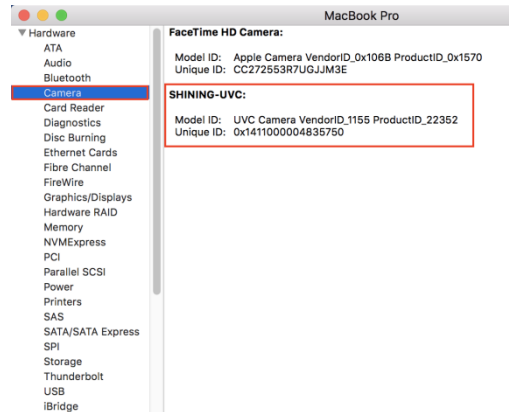 MacBook Pro
Hardware
ATA
Audio
Bluetooth
Camera
Card Reader
Diagnostics
Disc Burning
Ethernet Cards
Fibre Channel
FireWire
Graphics/Displays
Hardware RAID
Memory
NVMExpress
PCI
Parallel SCSI
Power
Printers
SAS
SATA/SATA Express
SPI
Storage
Thunderbolt
USB
iBridge
FaceTime HD Camera:
Model ID: Apple Camera VendorID_0x106B ProductID_0x1570
Unique ID: CC272553R7UGJJM3E
SHINING-UVC:
Model ID: UVC Camera VendorID_1155 ProductID_22352
Unique ID: 0x1411000004835750